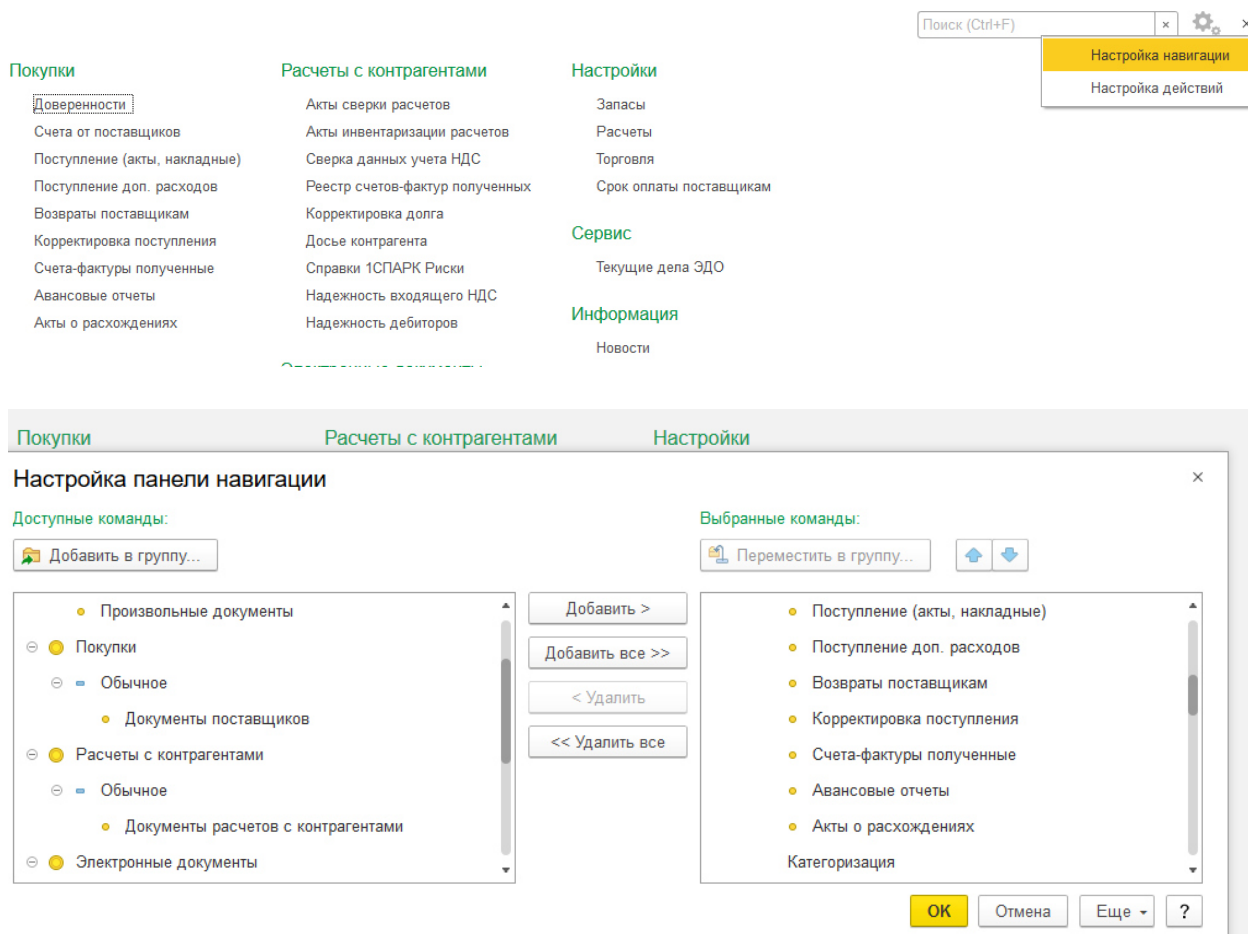 Поиск (Ctrl+F)
×
×
Настройка навигации
Настройка действий
Покупки
Доверенности
Счета от поставщиков
Поступление (акты, накладные)
Поступление доп. расходов
Возвраты поставщикам
Корректировка поступления
Счета-фактуры полученные
Авансовые отчеты
Акты о расхождениях
Расчеты с контрагентами
Акты сверки расчетов
Акты инвентаризации расчетов
Сверка данных учета НДС
Реестр счетов-фактур полученных
Корректировка долга
Досье контрагента
Справки 1СПАРК Риски
Надежность входящего НДС
Надежность дебиторов
Электронные документы
Настройки
Запасы
Расчеты
Торговля
Срок оплаты поставщикам
Сервис
Текущие дела ЭДО
Информация
Новости
Покупки
Расчеты с контрагентами
Настройки
Настройка панели навигации
×
Доступные команды:
Добавить в группу...
Произвольные документы
Покупки
Обычное
Документы поставщиков
Расчеты с контрагентами
Обычное
Документы расчетов с контрагентами
Электронные документы
Добавить >
Добавить все >>
< Удалить
<< Удалить все
Выбранные команды:
Переместить в группу...
Поступление (акты, накладные)
Поступление доп. расходов
Возвраты поставщикам
Корректировка поступления
Счета-фактуры полученные
Авансовые отчеты
Акты о расхождениях
Категоризация
ОК
Отмена
Еще
?